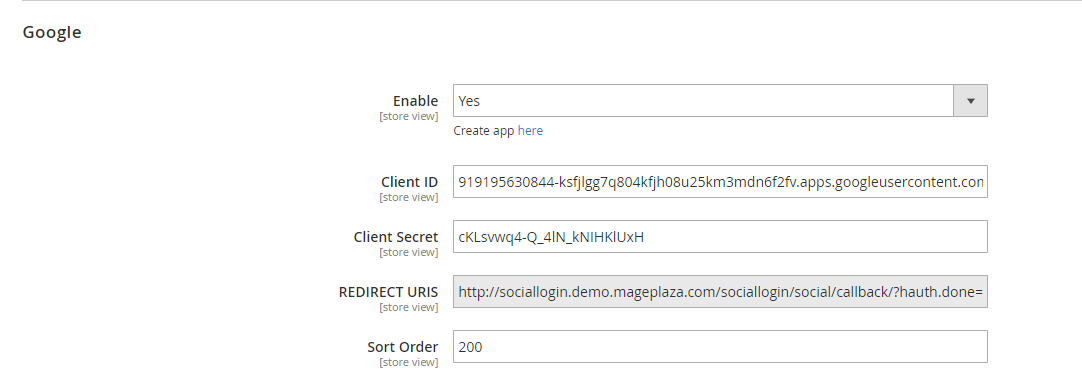 Google
Enable
[store view]
Yes
Create app here
Client ID
[store view]
919195630844-ksfjlgg7q804kfjh08u25km3mdn6f2fv.apps.googleusercontent.com
Client Secret
[store view]
cKLsvwq4-Q_4lN_kNIHKlUxH
REDIRECT URIS
[store view]
http://sociallogin.demo.mageplaza.com/sociallogin/social/callback/?hauth.done=
Sort Order
[store view]
200